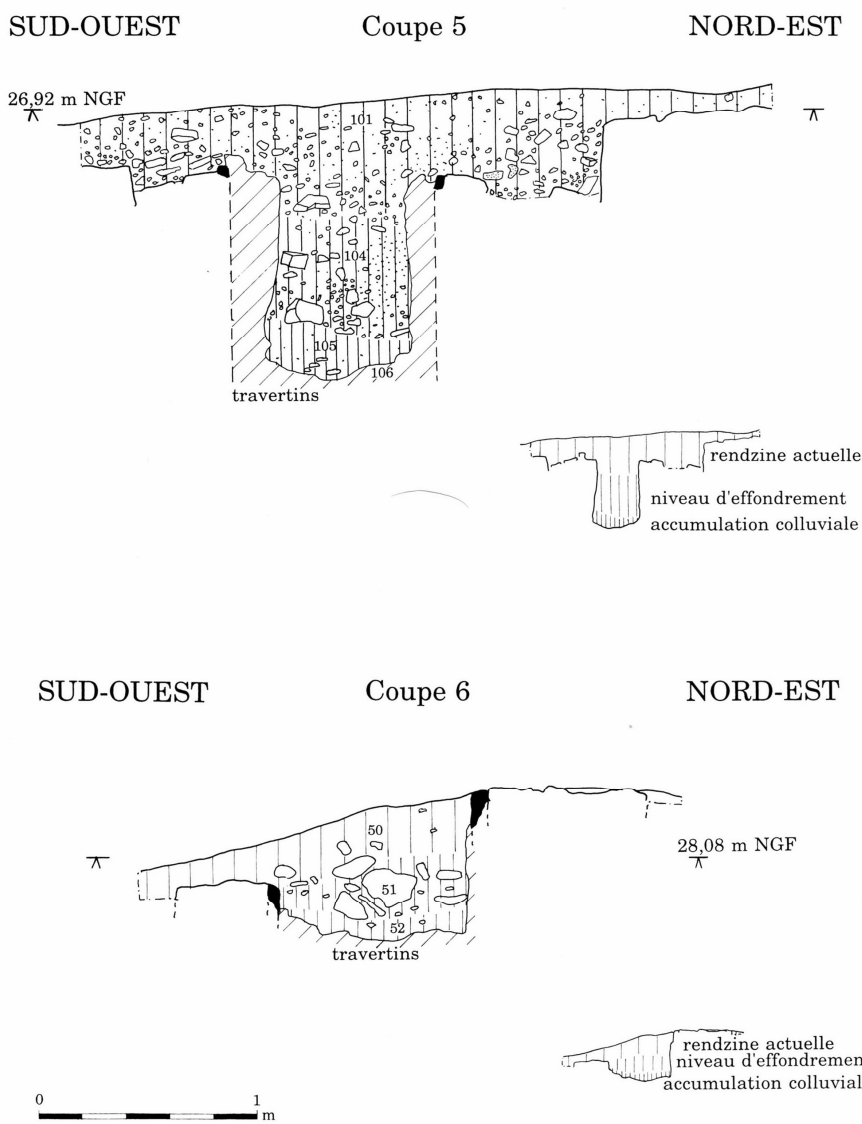 SUD-OUEST Coupe 5 NORD-EST
26,92 m NGF
101
104
105
106
travertins
rendzine actuelle
niveau d'effondrement
accumulation colluviale
SUD-OUEST Coupe 6 NORD-EST
50
28,08 m NGF
51
52
travertins
rendzine actuelle
niveau d'effondremen
accumulation colluvial
0 1
m